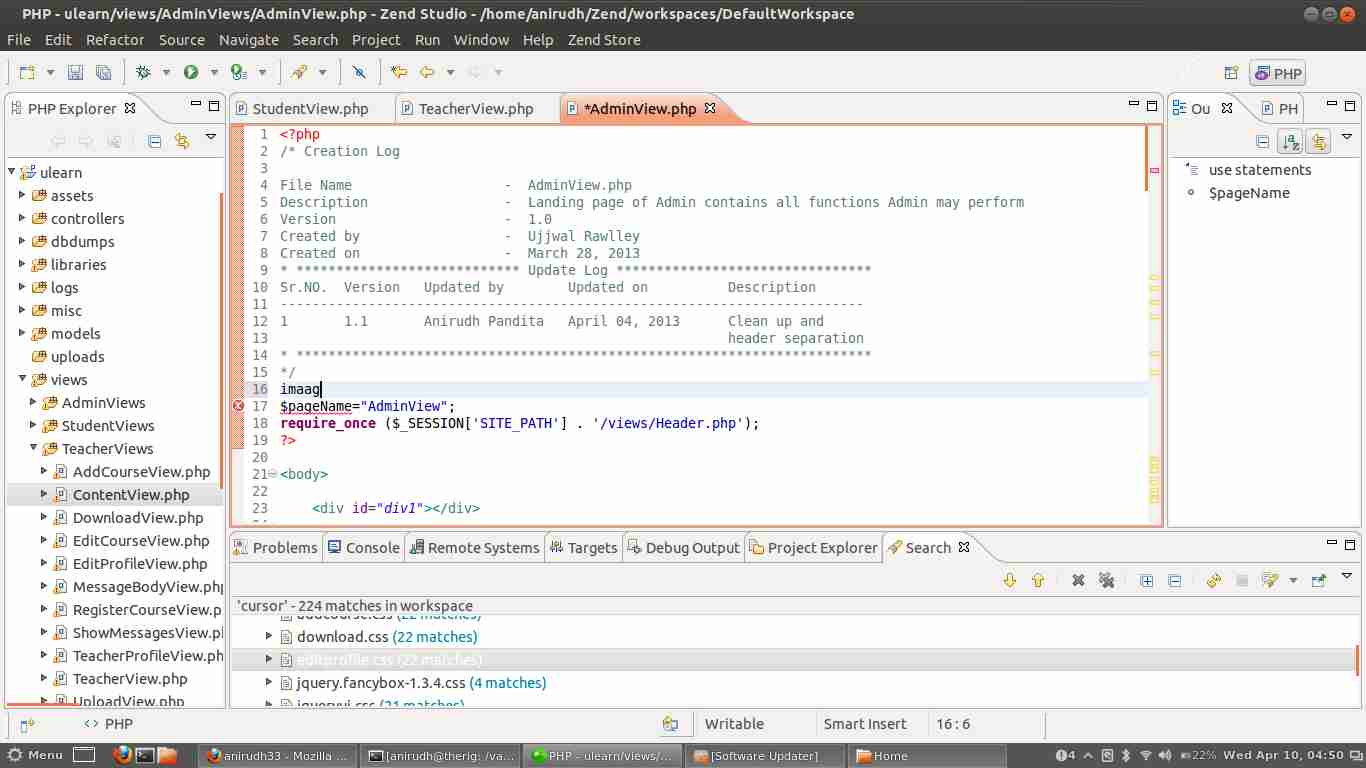 PHP - ulearn/views/AdminViews/AdminView.php - Zend Studio - /home/anirudh/Zend/workspaces/DefaultWorkspace
File Edit Refactor Source Navigate Search Project Run Window Help Zend Store
PHP
PHP Explorer
StudentView.php
TeacherView.php
*AdminView.php
Ou
PH
ulearn
assets
controllers
dbdumps
libraries
logs
misc
models
uploads
views
AdminViews
StudentViews
TeacherViews
AddCourseView.php
ContentView.php
DownloadView.php
EditCourseView.php
EditProfileView.php
MessageBodyView.php
RegisterCourseView.p
ShowMessagesView.p
TeacherProfileView.ph
TeacherView.php
UploadView.php
1 <?php
2 /* Creation Log
3
4 File Name - AdminView.php
5 Description - Landing page of Admin contains all functions Admin may perform
6 Version - 1.0
7 Created by - Ujjwal Rawlley
8 Created on - March 28, 2013
9 * **************************** Update Log ********************************
10 Sr.NO. Version Updated by Updated on Description
11 -------------------------------------------------------------------------
12 1 1.1 Anirudh Pandita April 04, 2013 Clean up and
13 header separation
14 * ************************************************************************
15 */
16 imaag
17 $pageName="AdminView";
18 require_once ($_SESSION['SITE_PATH'] . '/views/Header.php');
19 ?>
20
21 <body>
22
23 <div id="div1"></div>
use statements
$pageName
Problems Console Remote Systems Targets Debug Output Project Explorer Search
'cursor' - 224 matches in workspace
addcourse.css (22 matches)
download.css (22 matches)
editprofile.css (22 matches)
jquery.fancybox-1.3.4.css (4 matches)
jqueryui.css (21 matches)
<> PHP
Writable
Smart Insert
16 : 6
Menu
anirudh33 - Mozilla ...
[anirudh@therig: /va...
PHP - ulearn/views/...
[Software Updater]
Home
4
22%
Wed Apr 10, 04:50